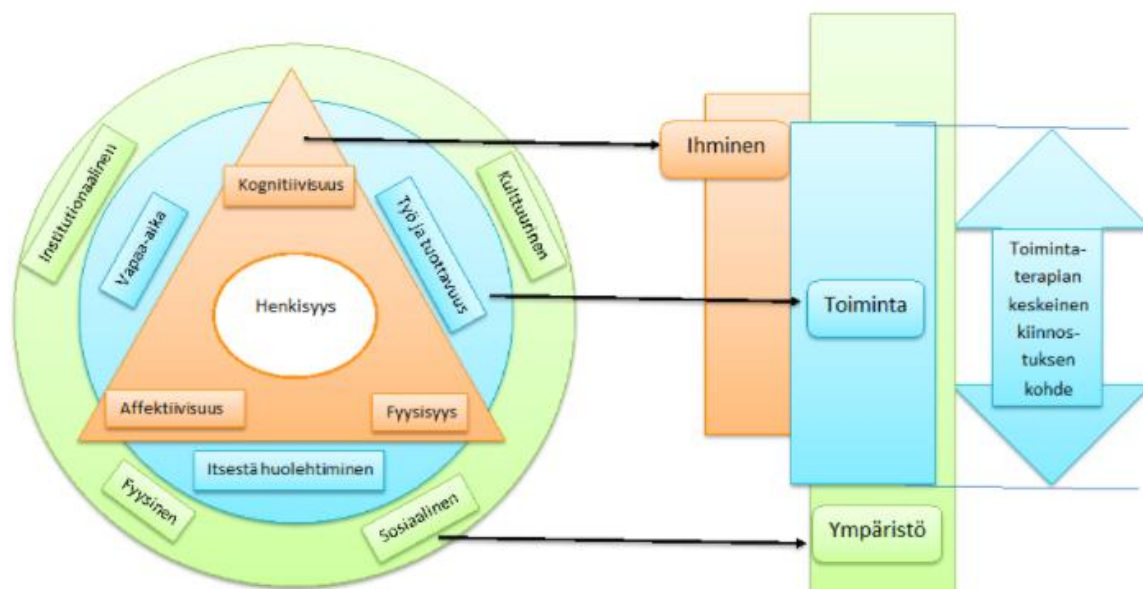 Institutionaalinen
Vapaa-aika
Kognitiivisuus
Työ ja tuottavuus
Kulttuurinen
Henkisyys
Affektiivisuus
Fyysisyys
Itsestä huolehtiminen
Fyysinen
Sosiaalinen
Ihminen
Toiminta
Ympäristö
Toiminta-
terapian
keskeinen
kiinnos-
tuksen
kohde